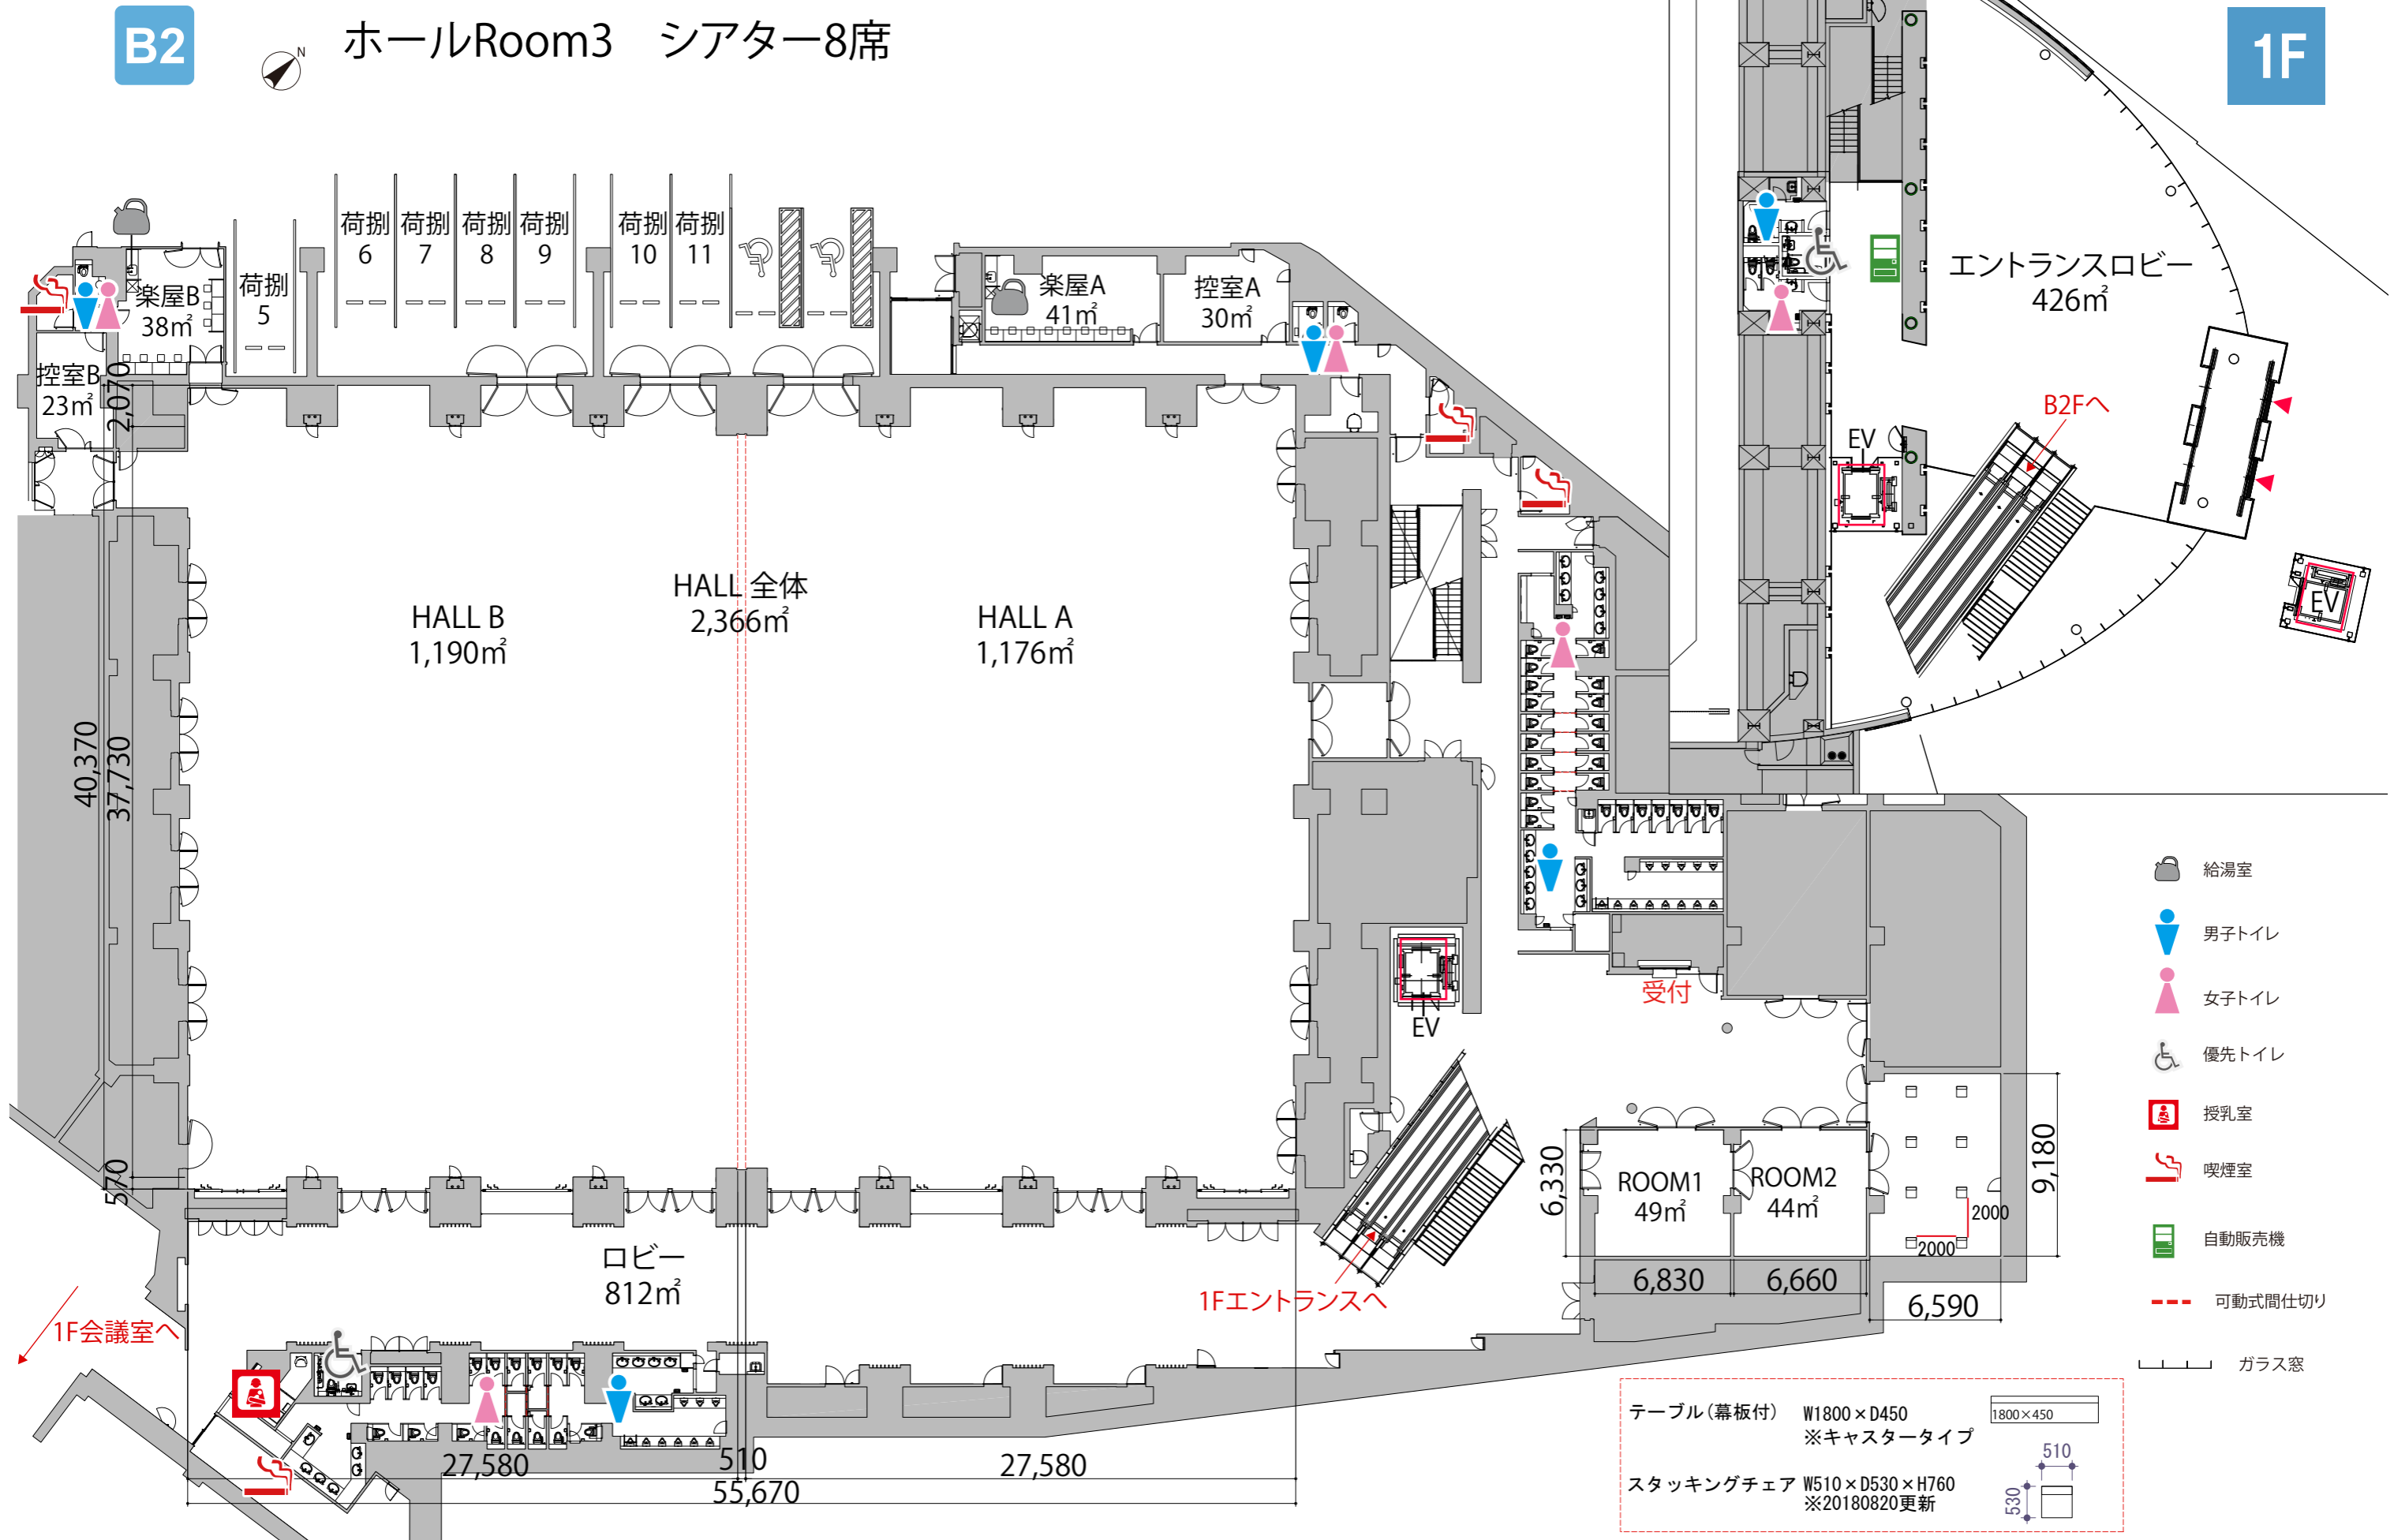 B2
N
ホールRoom3 シアター8席
1F
荷捌
5
荷捌
6
荷捌
7
荷捌
8
荷捌
9
荷捌
10
荷捌
11
楽屋B
38㎡
控室B
23㎡
楽屋A
41㎡
控室A
30㎡
エントランスロビー
426㎡
B2Fへ
EV
EV
2,070
40,370
37,730
570
HALL B
1,190㎡
HALL 全体
2,366㎡
HALL A
1,176㎡
EV
受付
ROOM1
49㎡
ROOM2
44㎡
6,330
9,180
2000
2000
6,830
6,660
6,590
ロビー
812㎡
1Fエントランスへ
1F会議室へ
27,580
510
27,580
55,670
給湯室
男子トイレ
女子トイレ
優先トイレ
授乳室
喫煙室
自動販売機
可動式間仕切り
ガラス窓
テーブル(幕板付) W1800×D450
※キャスタータイプ
1800×450
スタッキングチェア W510×D530×H760
※20180820更新
510
530